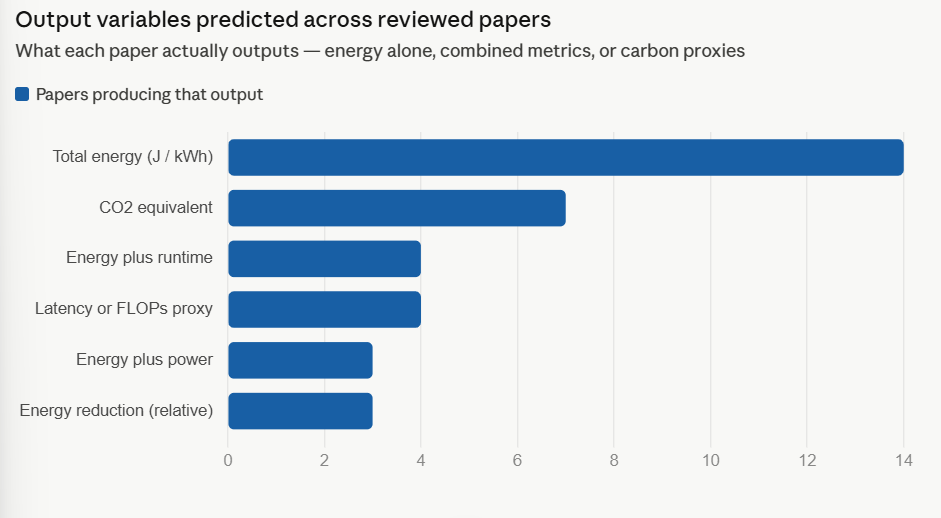 Output variables predicted across reviewed papers
What each paper actually outputs — energy alone, combined metrics, or carbon proxies
Papers producing that output
Total energy (J / kWh)
CO2 equivalent
Energy plus runtime
Latency or FLOPs proxy
Energy plus power
Energy reduction (relative)
0 2 4 6 8 10 12 14